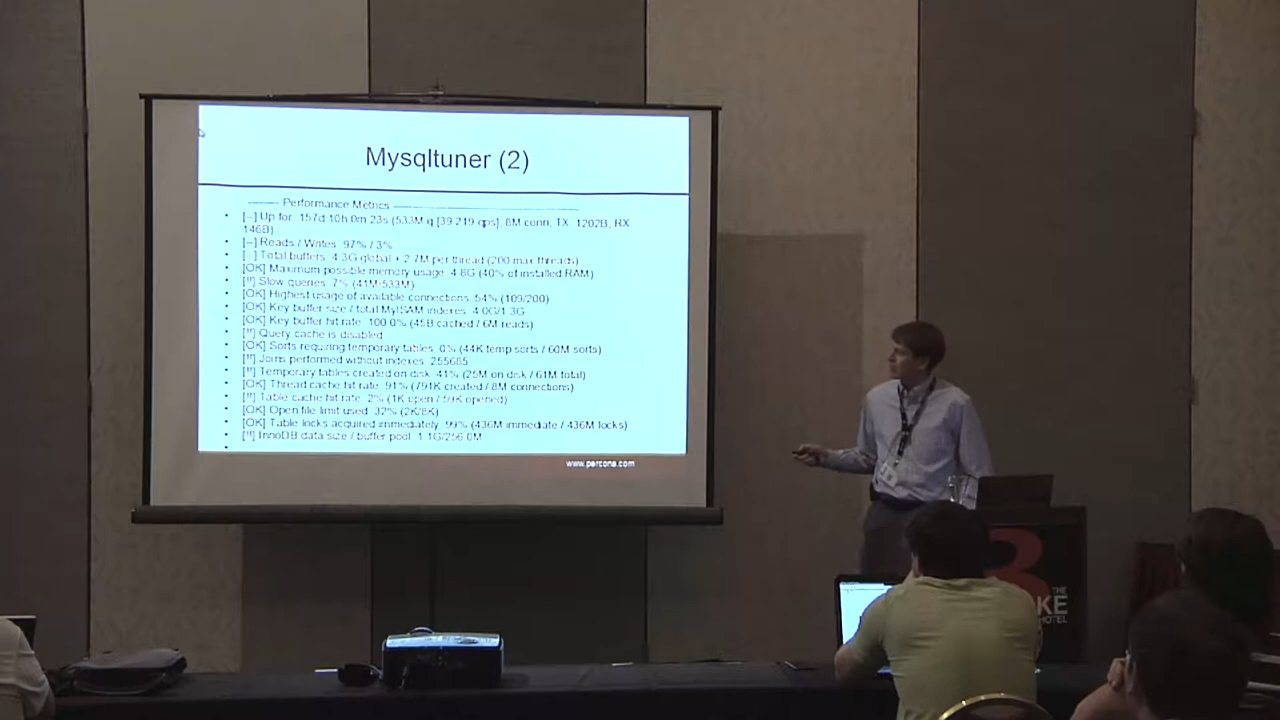 Mysqltuner (2)
Performance Metrics
[--] Up for: 157d 10h 0m 23s (533M q [39.219 qps], 8M conn, TX: 1202B, RX:
146B)
[--] Reads / Writes: 97% / 3%
[--] Total buffers: 4.3G global + 2.7M per thread (200 max threads)
[OK] Maximum possible memory usage: 4.8G (40% of installed RAM)
[!!] Slow queries: 7% (41M/533M)
[OK] Highest usage of available connections: 54% (109/200)
[OK] Key buffer size / total MyISAM indexes: 4.0G/1.3G
[OK] Key buffer hit rate: 100.0% (45B cached / 6M reads)
[!!] Query cache is disabled
[OK] Sorts requiring temporary tables: 0% (44K temp sorts / 60M sorts)
[!!] Joins performed without indexes: 255685
[!!] Temporary tables created on disk: 41% (25M on disk / 61M total)
[OK] Thread cache hit rate: 91% (791K created / 8M connections)
[!!] Table cache hit rate: 2% (1K open / 59K opened)
[OK] Open file limit used: 32% (2K/8K)
[OK] Table locks acquired immediately: 99% (436M immediate / 436M locks)
[!!] InnoDB data size / buffer pool: 1.1G/256.0M
www.percona.com
THE
KE
HOTEL